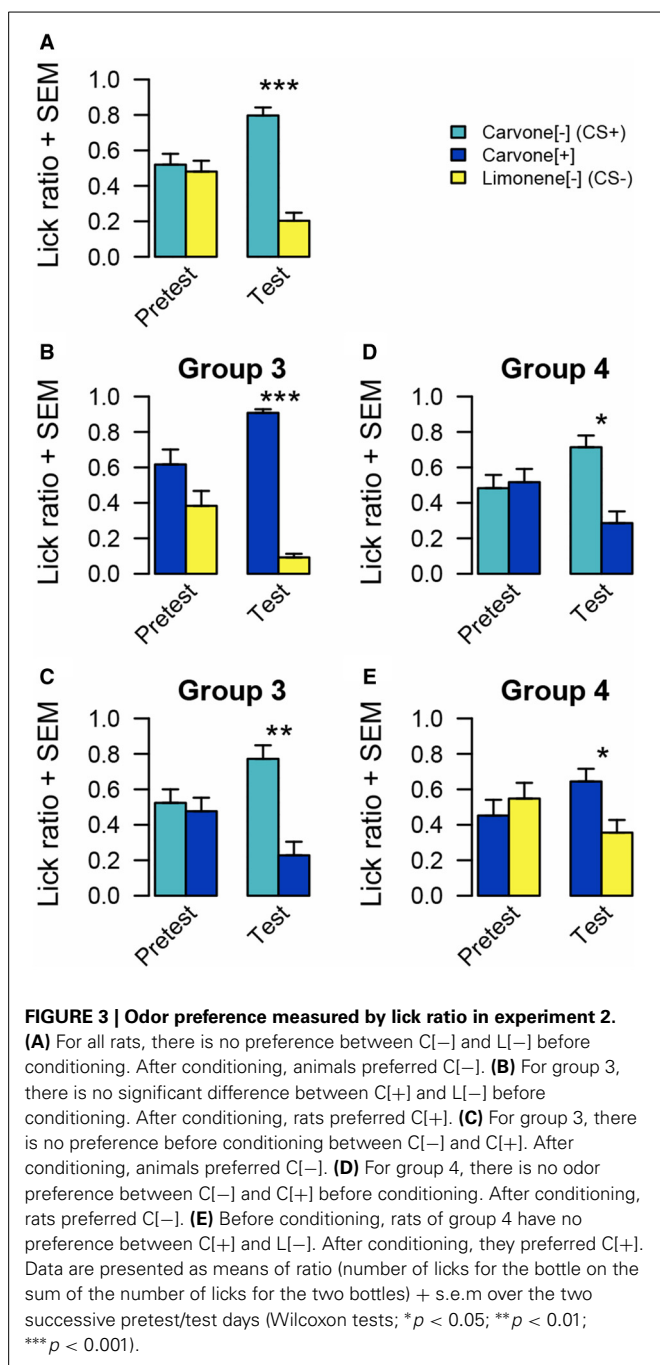 A
Lick ratio + SEM
1.0
0.8
0.6
0.4
0.2
0.0
***
Pretest
Test
Carvone[-] (CS+)
Carvone[+]
Limonene[-] (CS-)
B
Group 3
Lick ratio + SEM
1.0
0.8
0.6
0.4
0.2
0.0
***
Pretest
Test
D
Group 4
Lick ratio + SEM
1.0
0.8
0.6
0.4
0.2
0.0
*
Pretest
Test
C
Group 3
Lick ratio + SEM
1.0
0.8
0.6
0.4
0.2
0.0
**
Pretest
Test
E
Group 4
Lick ratio + SEM
1.0
0.8
0.6
0.4
0.2
0.0
*
Pretest
Test
FIGURE 3 | Odor preference measured by lick ratio in experiment 2.
(A) For all rats, there is no preference between C[−] and L[−] before
conditioning. After conditioning, animals preferred C[−]. (B) For group 3,
there is no significant difference between C[+] and L[−] before
conditioning. After conditioning, rats preferred C[+]. (C) For group 3, there
is no preference before conditioning between C[−] and C[+]. After
conditioning, animals preferred C[−]. (D) For group 4, there is no odor
preference between C[−] and C[+] before conditioning. After conditioning,
rats preferred C[−]. (E) Before conditioning, rats of group 4 have no
preference between C[+] and L[−]. After conditioning, they preferred C[+].
Data are presented as means of ratio (number of licks for the bottle on the
sum of the number of licks for the two bottles) + s.e.m over the two
successive pretest/test days (Wilcoxon tests; *p < 0.05; **p < 0.01;
***p < 0.001).